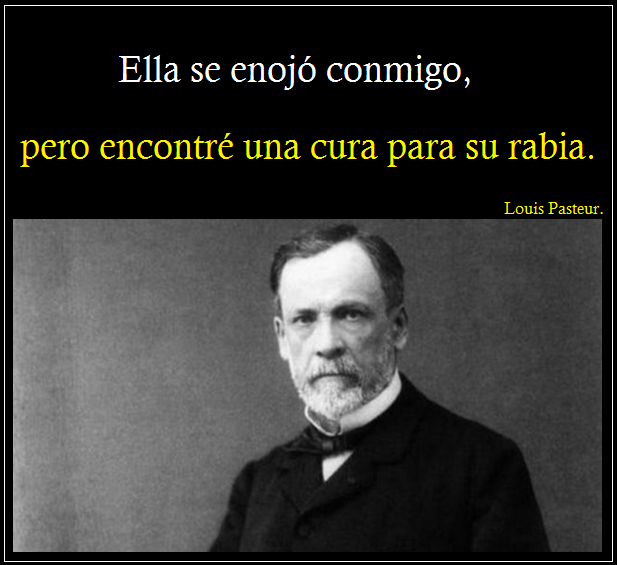 Ella se enojó conmigo,
pero encontré una cura para su rabia.
Louis Pasteur.